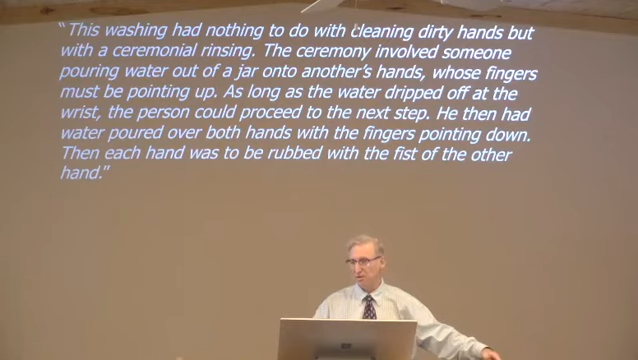 “This washing had nothing to do with cleaning dirty hands but
with a ceremonial rinsing. The ceremony involved someone
pouring water out of a jar onto another’s hands, whose fingers
must be pointing up. As long as the water dripped off at the
wrist, the person could proceed to the next step. He then had
water poured over both hands with the fingers pointing down.
Then each hand was to be rubbed with the fist of the other
hand.”